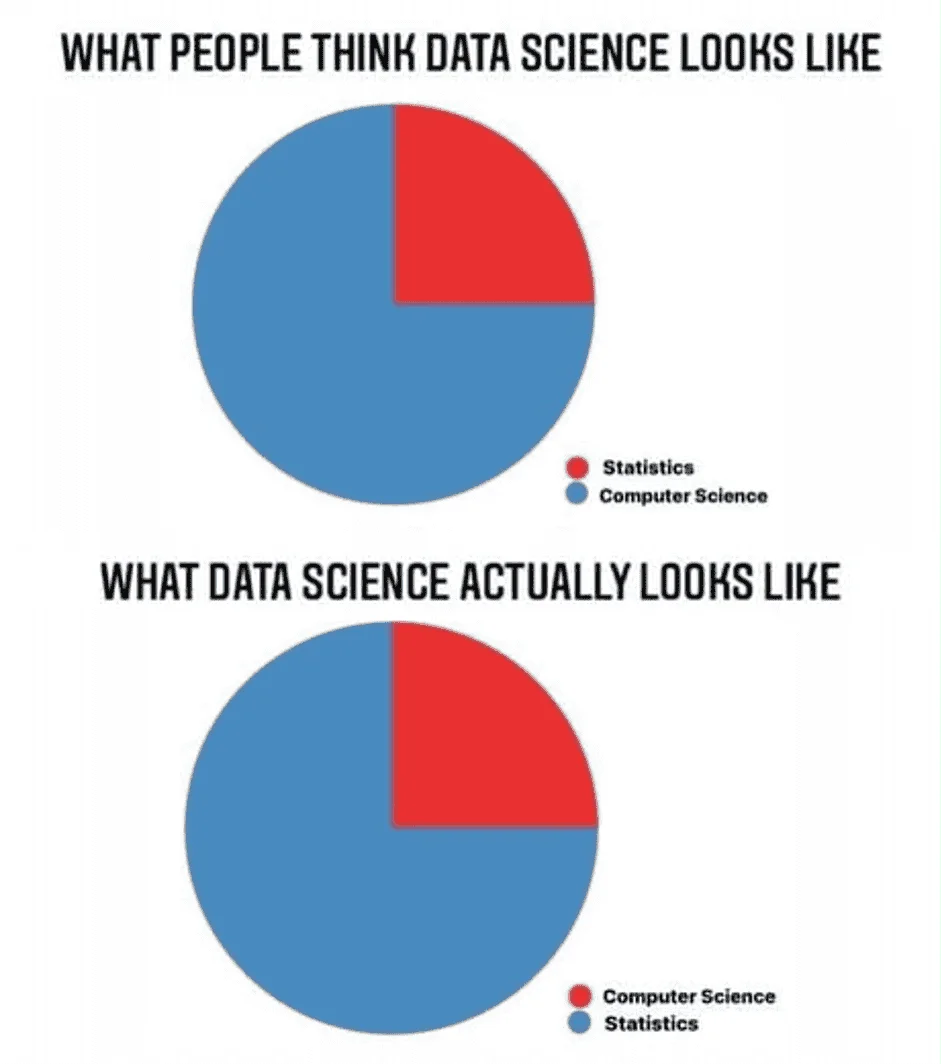 WHAT PEOPLE THINK DATA SCIENCE LOOKS LIKE
Statistics
Computer Science
WHAT DATA SCIENCE ACTUALLY LOOKS LIKE
Computer Science
Statistics